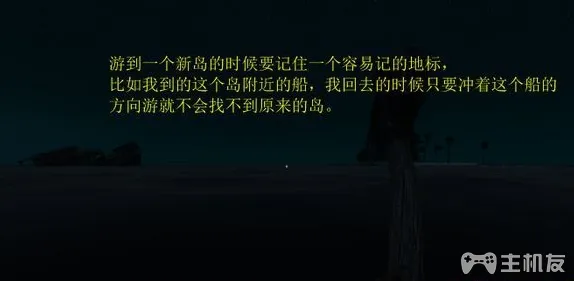 游到一个新岛的时候要记住一个容易记的地标，
比如我到的这个岛附近的船，我回去的时候只要冲着这个船的
方向游就不会找不到原来的岛。
主机友